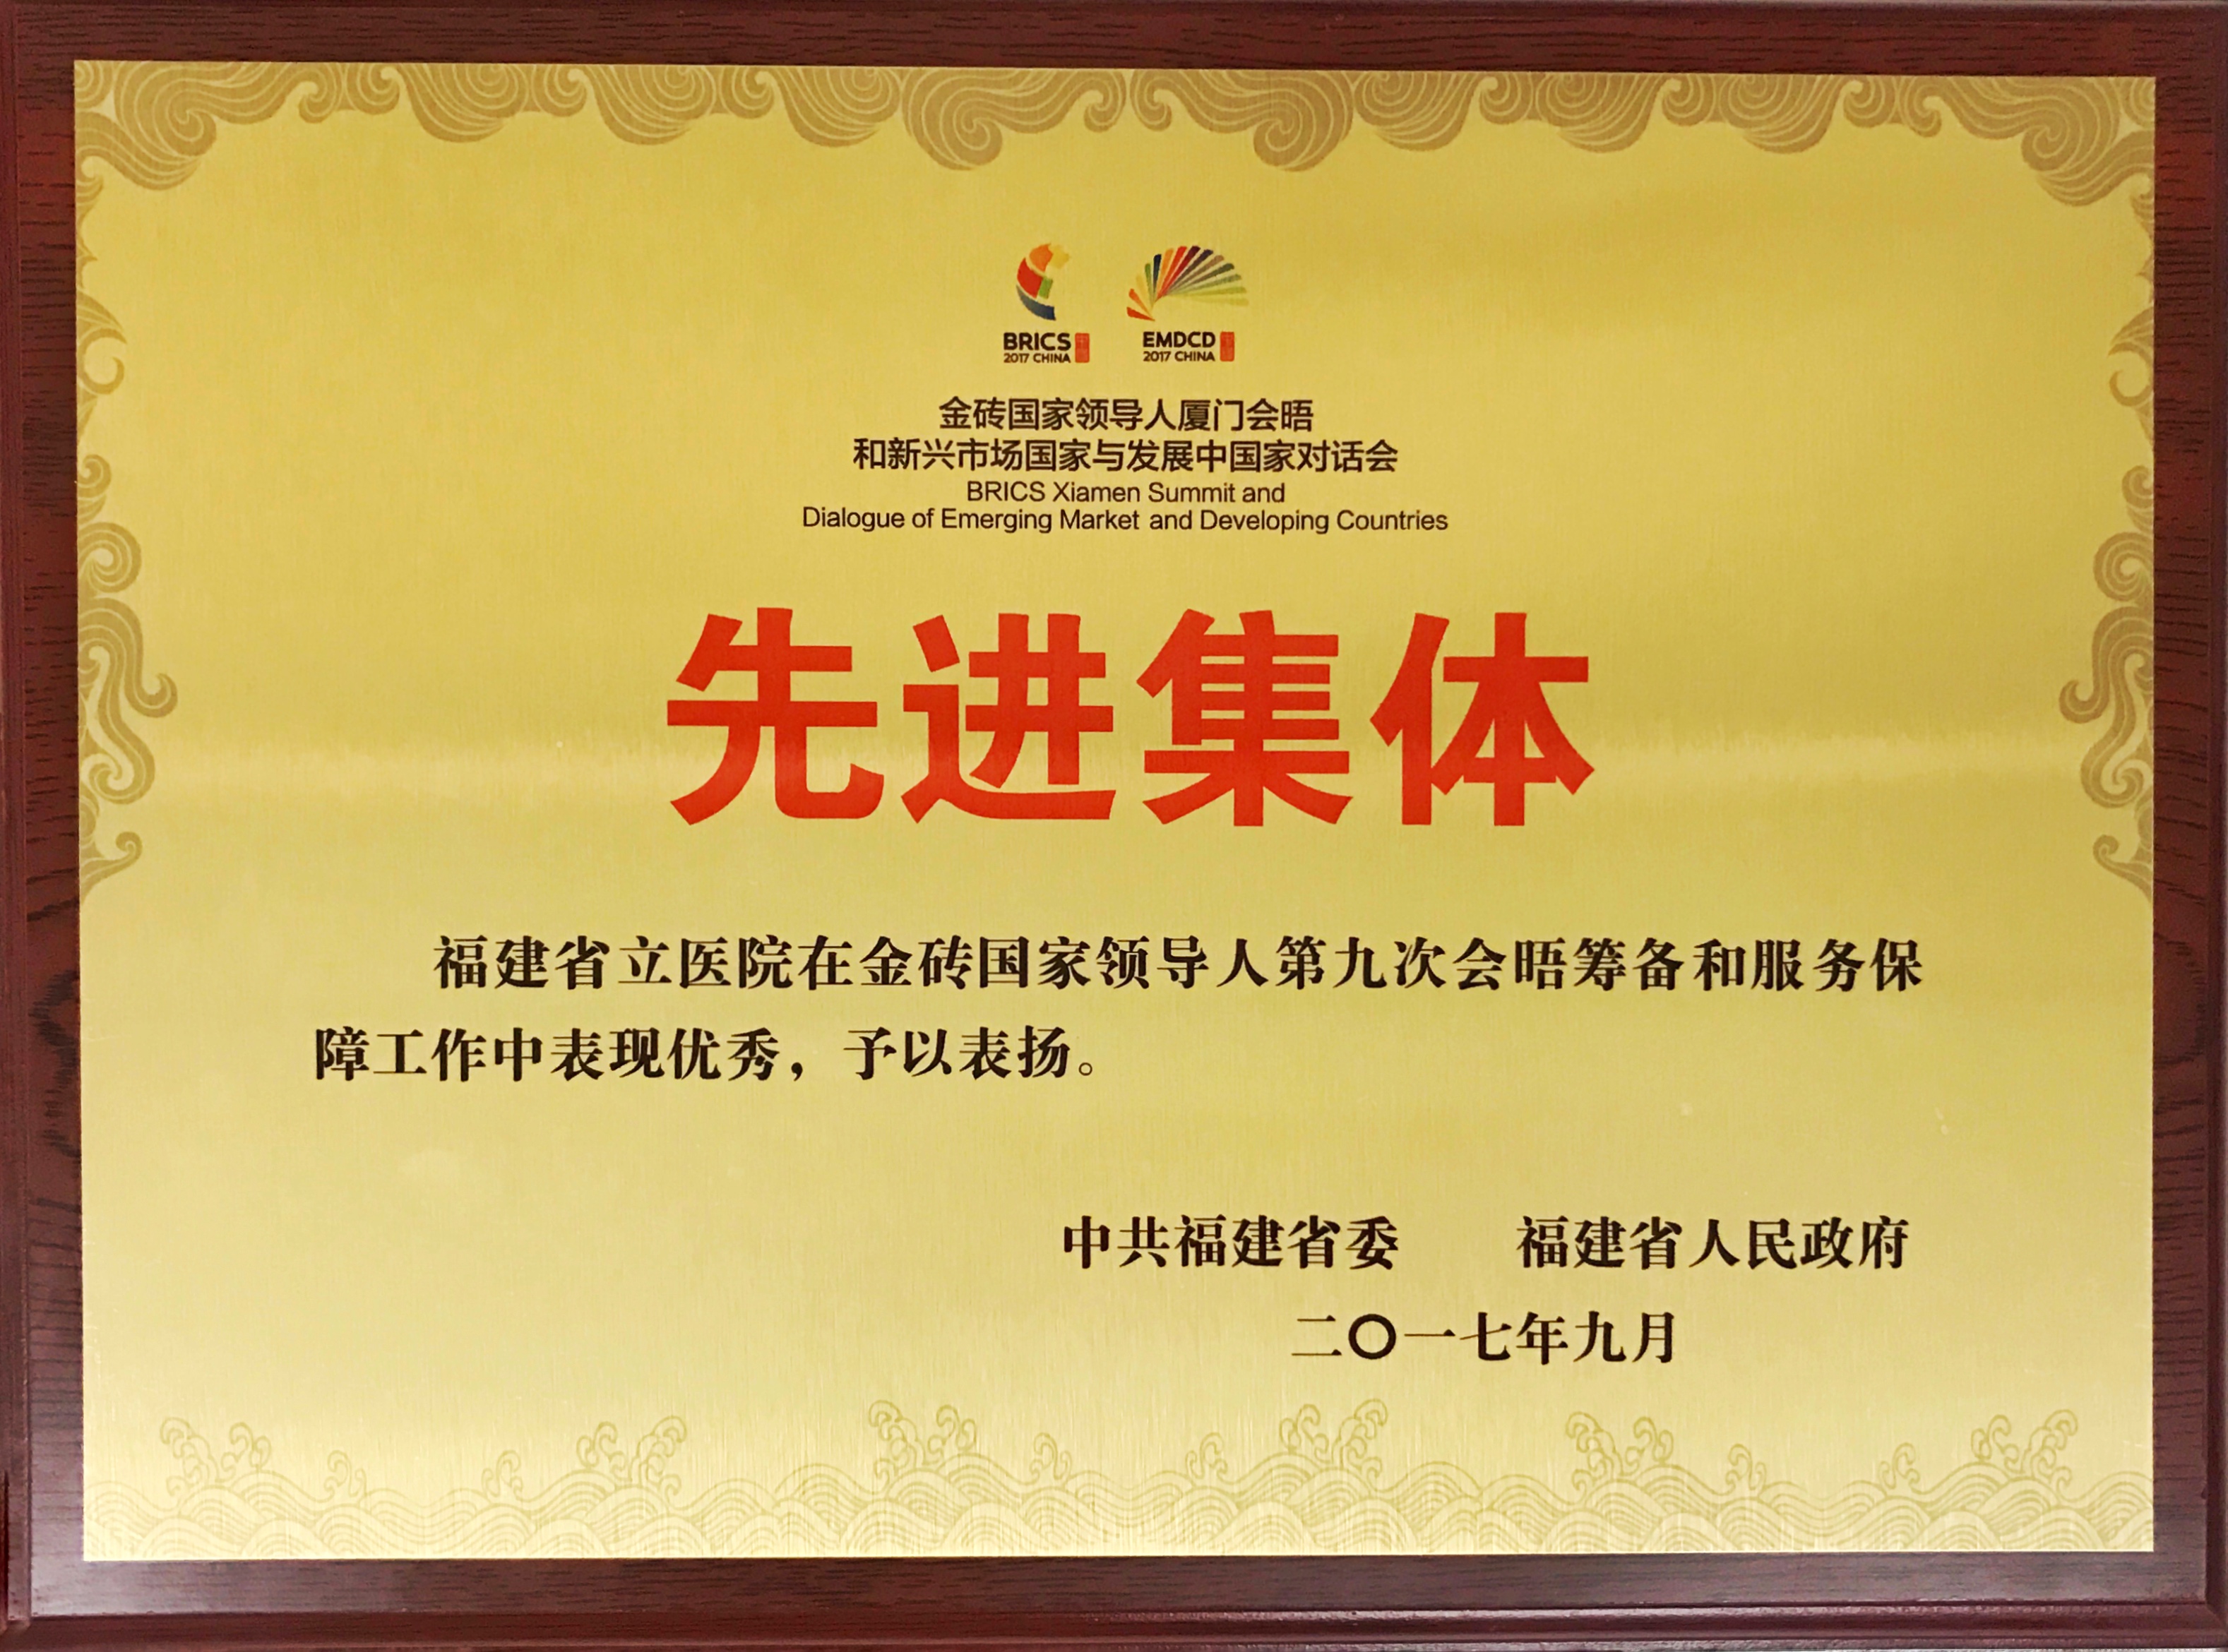 BRICS
2017 CHINA
EMDCD
2017 CHINA
金砖国家领导人厦门会晤
和新兴市场国家与发展中国家对话会
BRICS Xiamen Summit and
Dialogue of Emerging Market and Developing Countries
先进集体
福建省立医院在金砖国家领导人第九次会晤筹备和服务保
障工作中表现优秀，予以表扬。
中共福建省委 福建省人民政府
二〇一七年九月